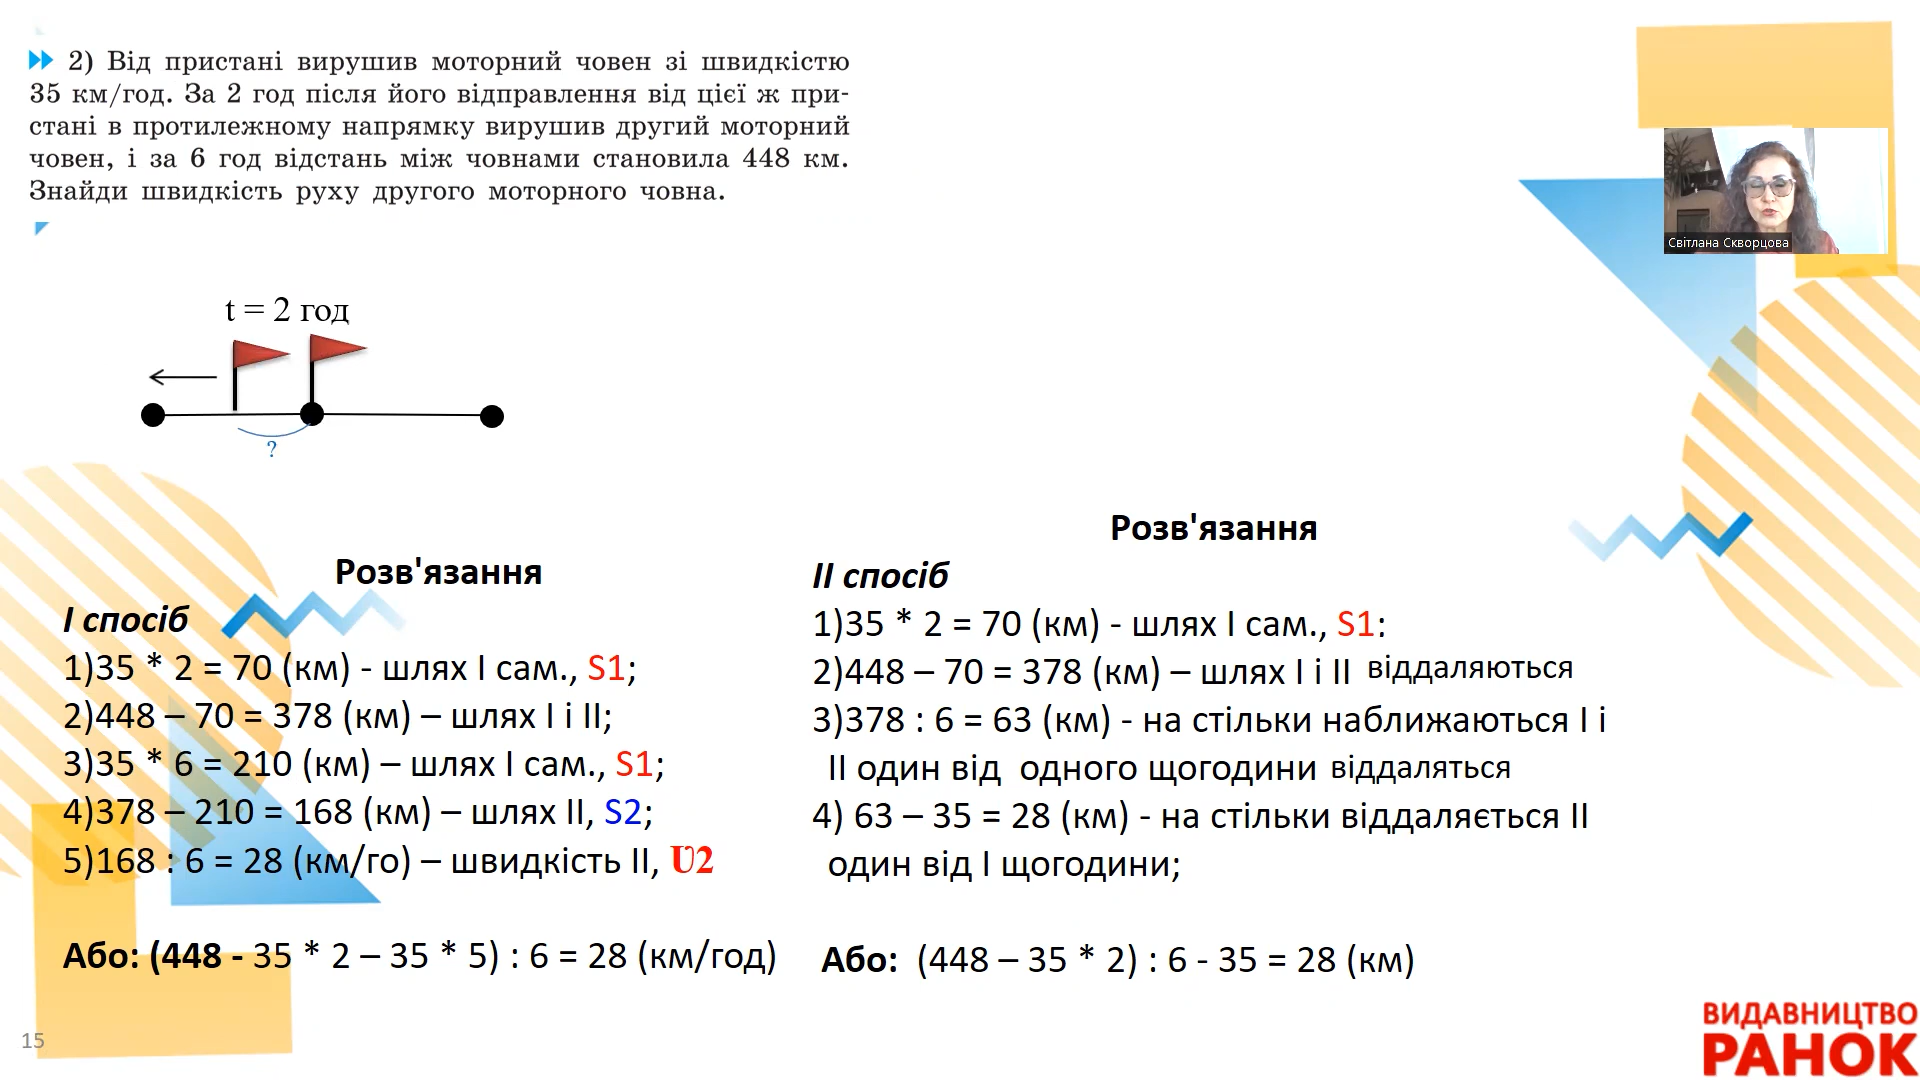 2) Від пристані вирушив моторний човен зі швидкістю
35 км/год. За 2 год після його відправлення від цієї ж при-
стані в протилежному напрямку вирушив другий моторний
човен, і за 6 год відстань між човнами становила 448 км.
Знайди швидкість руху другого моторного човна.
Світлана Скворцова
t = 2 год
?
Розв'язання
І спосіб
1)35 * 2 = 70 (км) - шлях І сам., S1;
2)448 – 70 = 378 (км) – шлях І і ІІ;
3)35 * 6 = 210 (км) – шлях І сам., S1;
4)378 – 210 = 168 (км) – шлях ІІ, S2;
5)168 : 6 = 28 (км/го) – швидкість ІІ, Ʋ2
Або: (448 - 35 * 2 – 35 * 5) : 6 = 28 (км/год)
Розв'язання
ІІ спосіб
1)35 * 2 = 70 (км) - шлях І сам., S1:
2)448 – 70 = 378 (км) – шлях І і ІІ віддаляються
3)378 : 6 = 63 (км) - на стільки наближаються І і
ІІ один від одного щогодини віддаляться
4) 63 – 35 = 28 (км) - на стільки віддаляється ІІ
один від І щогодини;
Або: (448 – 35 * 2) : 6 - 35 = 28 (км)
15
ВИДАВНИЦТВО
РАНОК